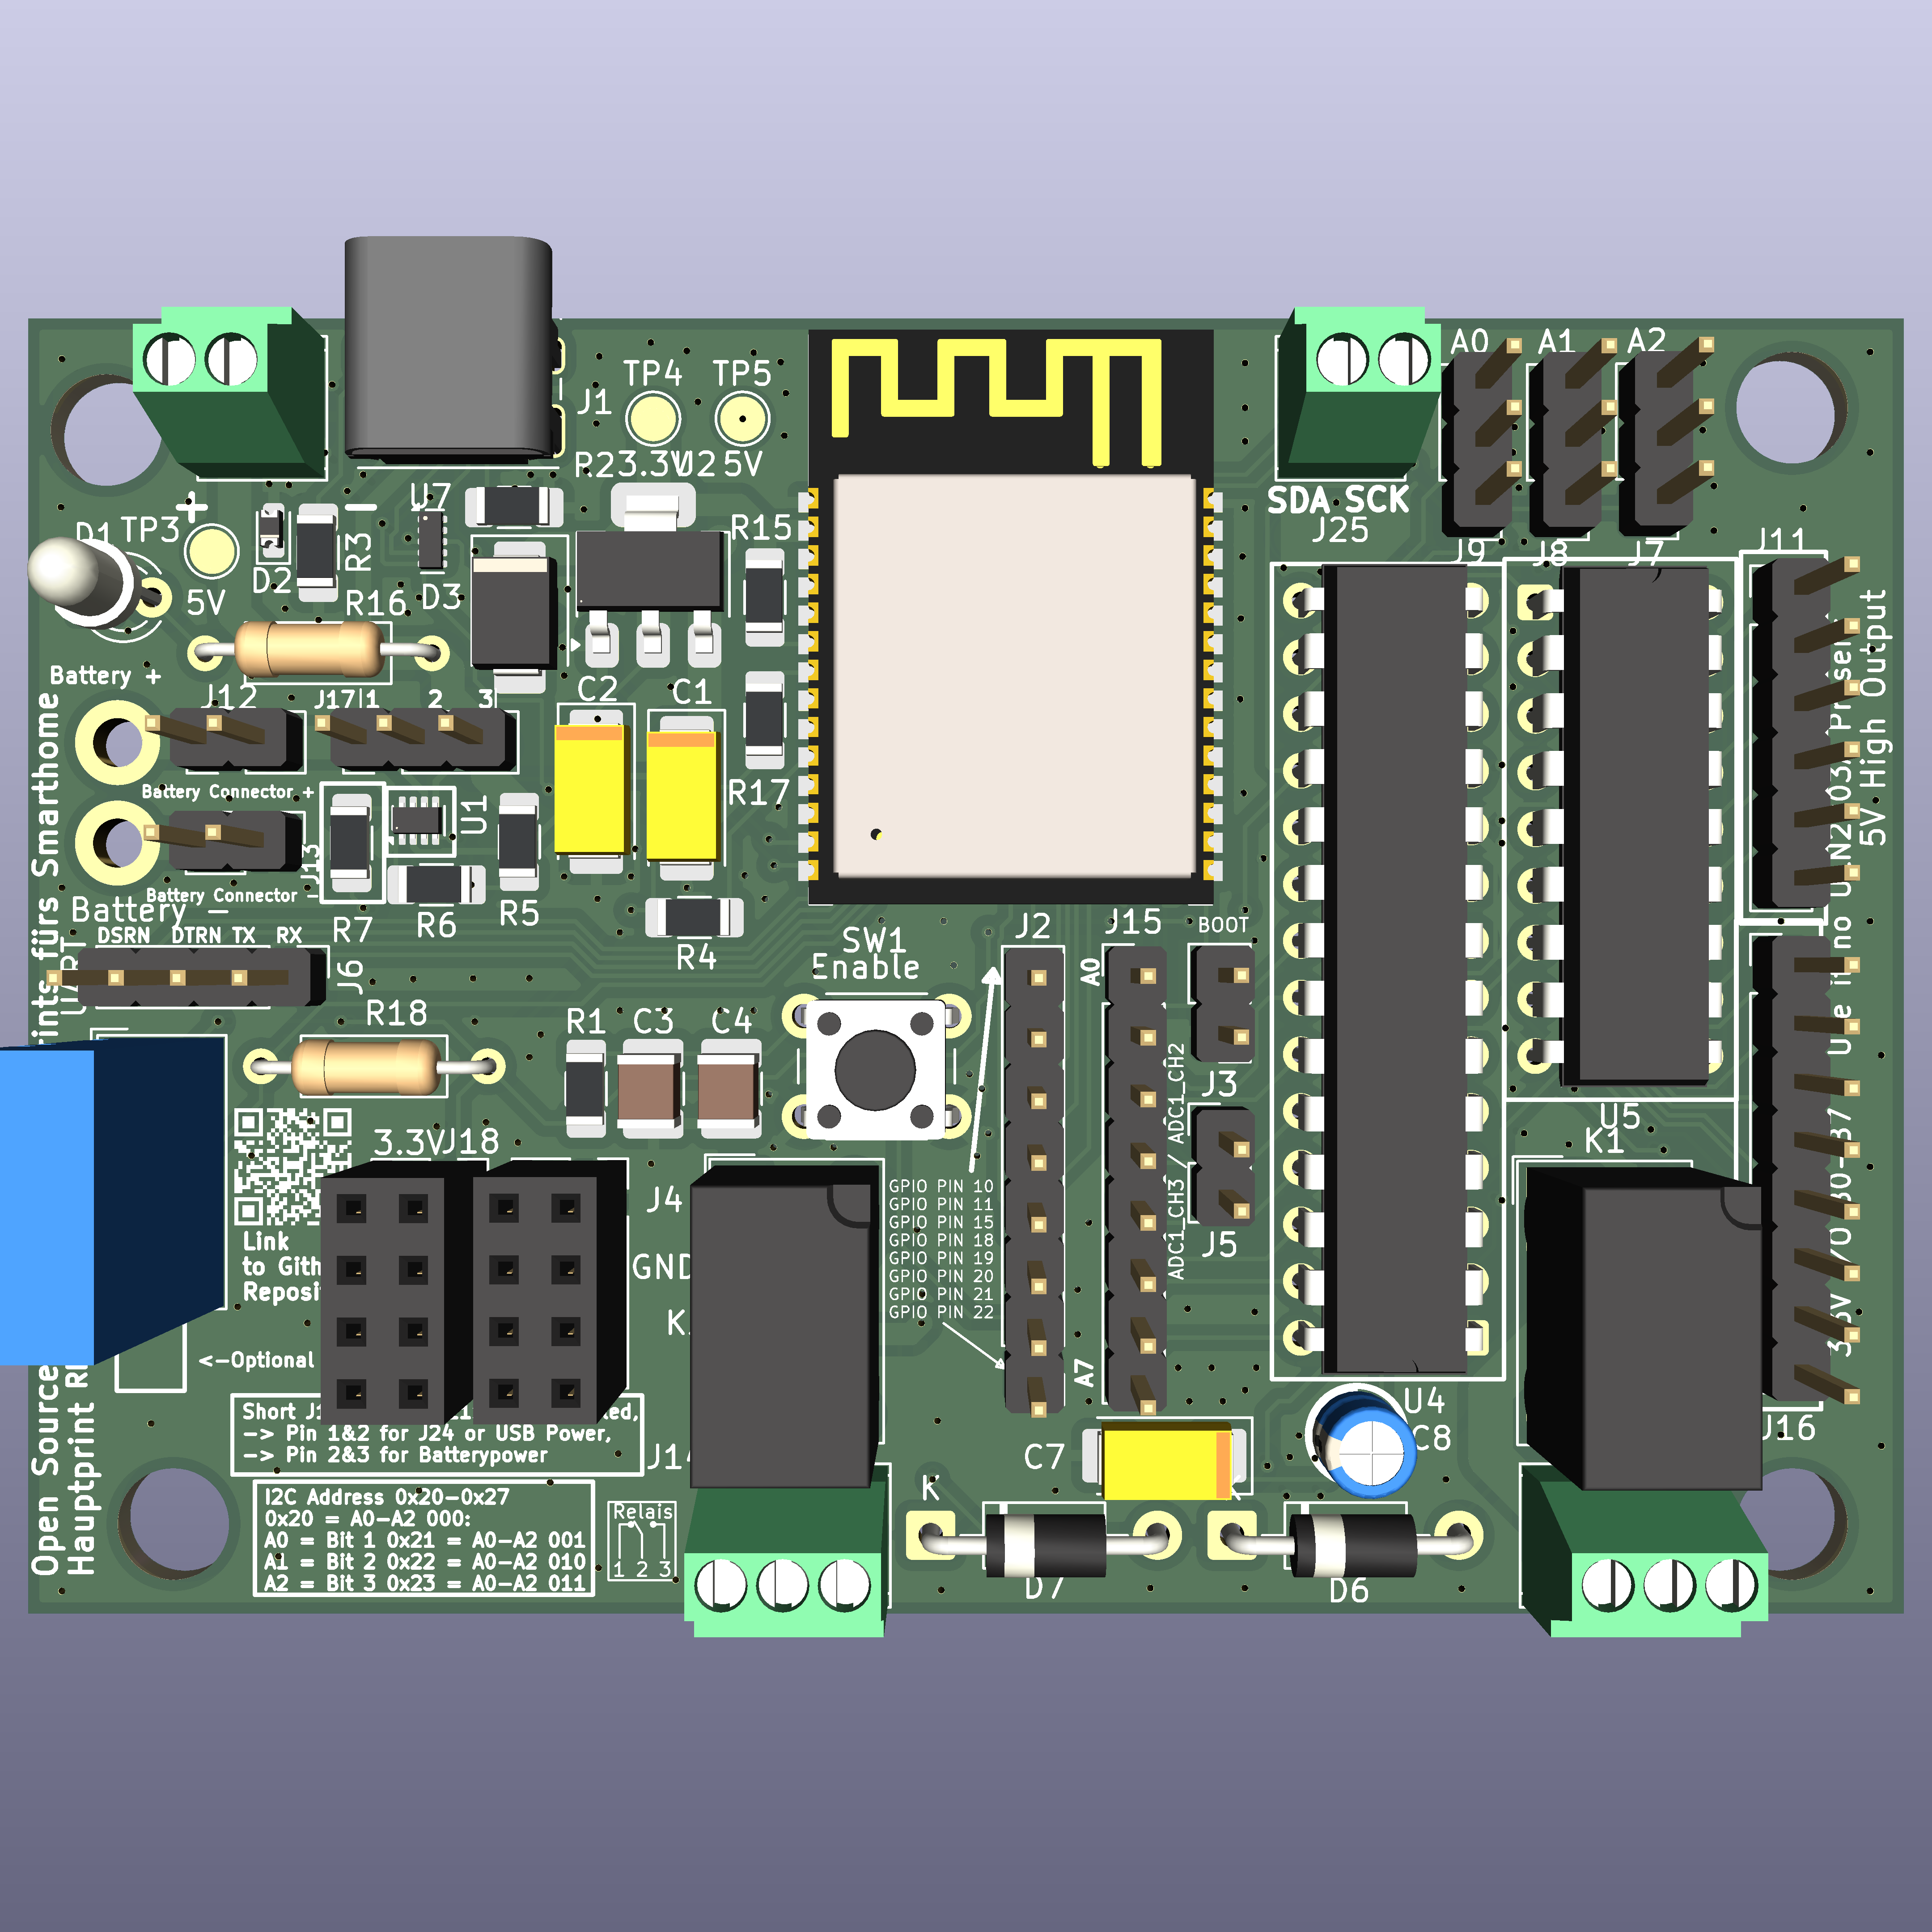 A0
A1
A2
TP4
TP5
J1
R2
3.3V
U2
5V
SDA SCK
J25
J9
J8
J7
J11
+
-
U7
D1
TP3
R15
D2
R3
5V
D3
R16
5V High Output
Battery +
J12
J17
1
2
3
C2
C1
R17
Battery Connector +
U1
J13
Battery Connector -
Battery -
R7
R6
R5
R4
DSRN
DTRN
TX
RX
J6
J2
J15
BOOT
SW1
Enable
A0
R18
R1
C3
C4
J3
ADC1_CH3 / ADC1_CH2
J5
U5
K1
3.3V
J18
J4
GND
GPIO PIN 10
GPIO PIN 11
GPIO PIN 15
GPIO PIN 18
GPIO PIN 19
GPIO PIN 20
GPIO PIN 21
GPIO PIN 22
Link
to
<-Optional
A7
Short
-> Pin 1&2 for J24 or USB Power,
-> Pin 2&3 for Batterypower
J14
C7
U4
C8
J16
K
I2C Address 0x20-0x27
0x20 = A0-A2 000:
A0 = Bit 1 0x21 = A0-A2 001
A1 = Bit 2 0x22 = A0-A2 010
A2 = Bit 3 0x23 = A0-A2 011
Relais
1 2 3
D7
D6
Open Source
Hauptprint
fürs Smarthome